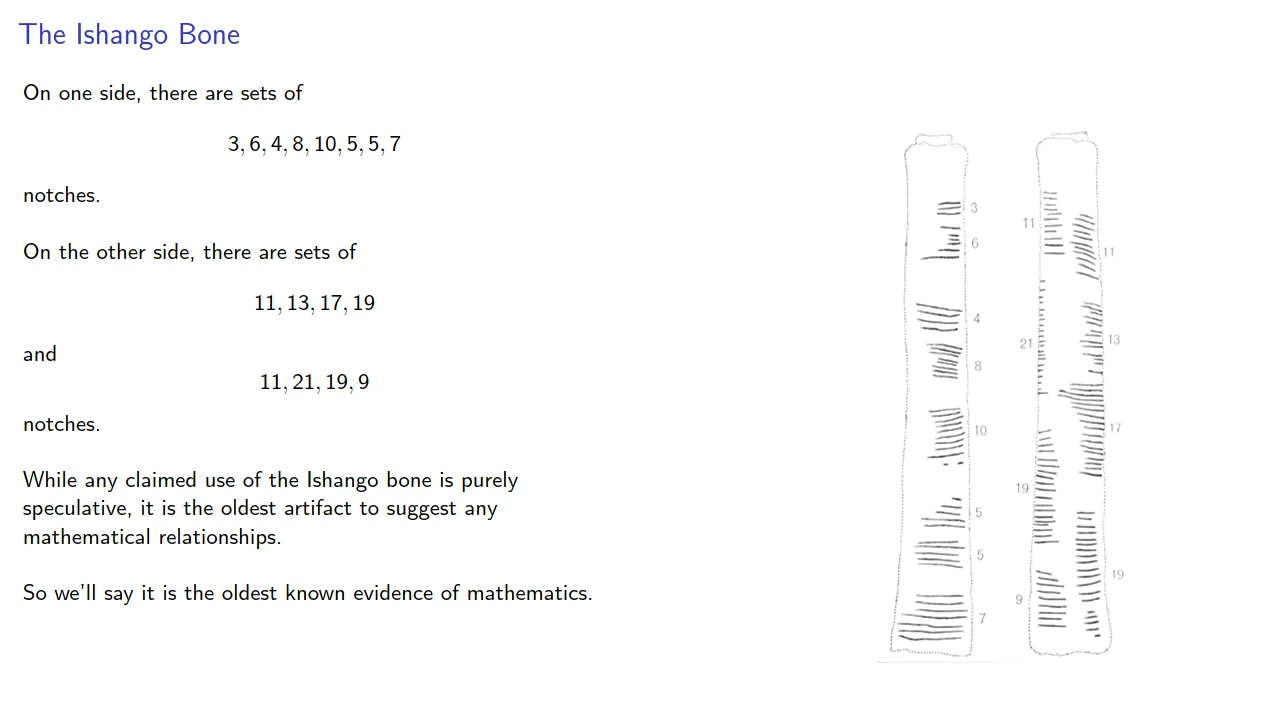 The Ishango Bone
On one side, there are sets of
3, 6, 4, 8, 10, 5, 5, 7
notches.
On the other side, there are sets of
11, 13, 17, 19
and
11, 21, 19, 9
notches.
While any claimed use of the Ishango bone is purely
speculative, it is the oldest artifact to suggest any
mathematical relationships.
So we'll say it is the oldest known evidence of mathematics.
3
6
4
8
10
5
5
7
11
21
19
9
11
13
17
19